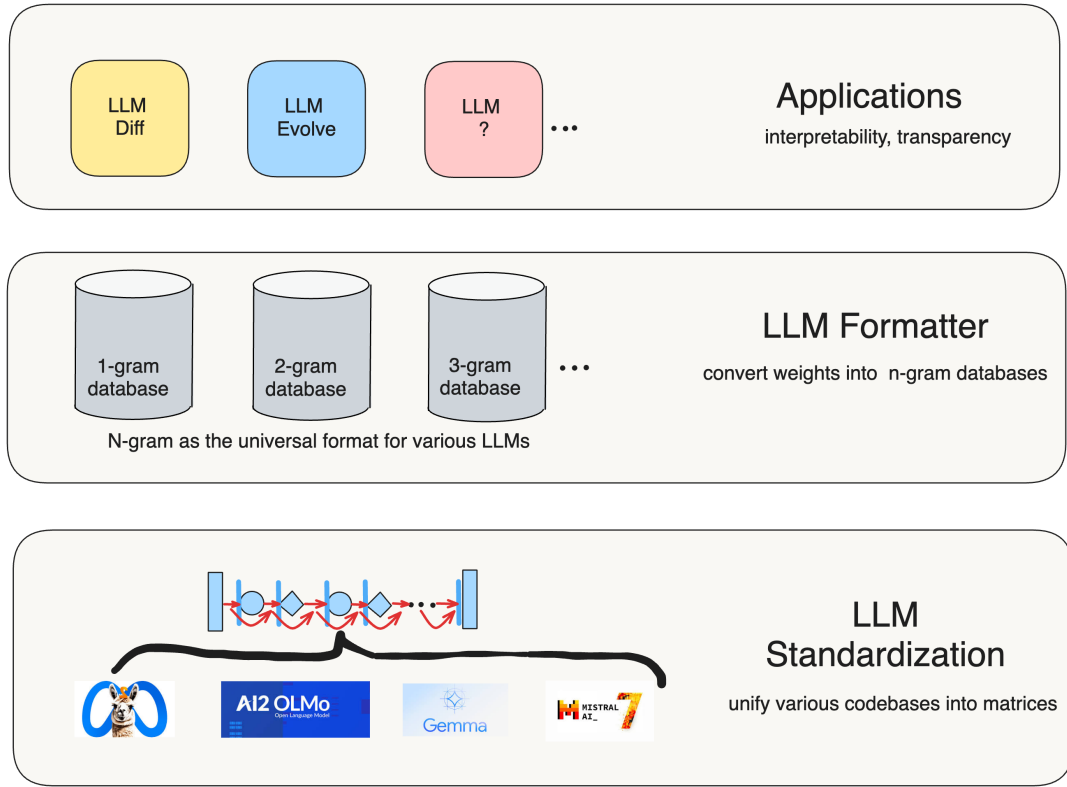 LLM
Diff
LLM
Evolve
LLM
?
...
Applications
interpretability, transparency
1-gram
database
2-gram
database
3-gram
database
...
LLM Formatter
convert weights into n-gram databases
N-gram as the universal format for various LLMs
...
LLM
Standardization
unify various codebases into matrices
AI2 OLMo
Open Language Model
Gemma
MISTRAL
AI_
7